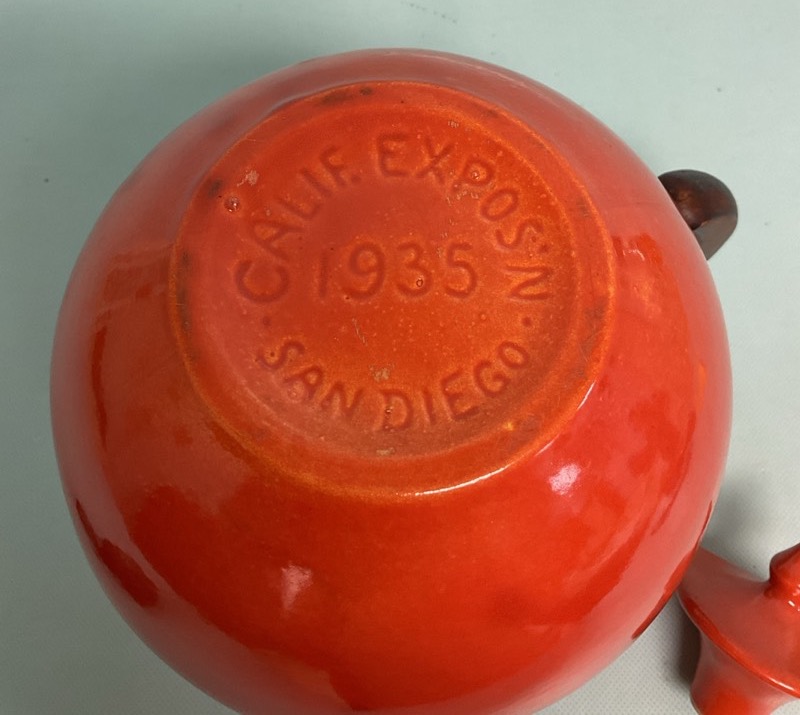 CALIF. EXPOS'N
1935
· SAN DIEGO ·